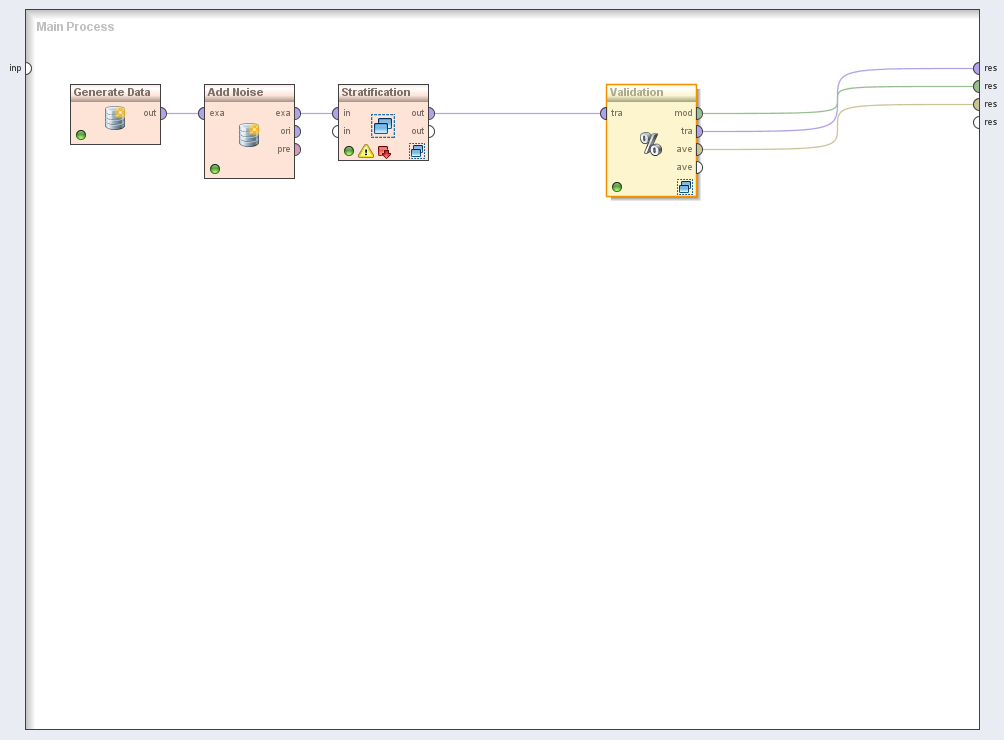 Main Process
inp
Generate Data
out
Add Noise
exa
exa
ori
pre
Stratification
in
out
in
out
Validation
tra
mod
tra
ave
ave
%
res
res
res
res